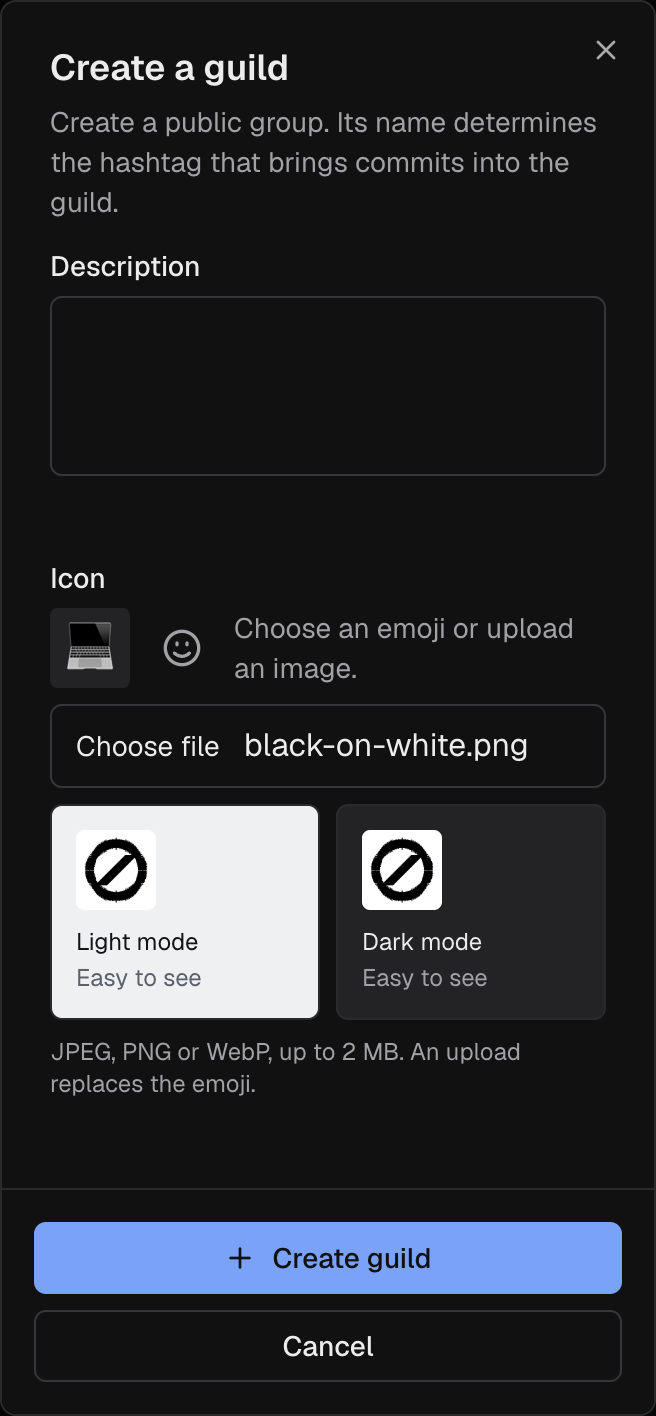 Create a guild
Create a public group. Its name determines
the hashtag that brings commits into the
guild.
Description
Icon
Choose an emoji or upload
an image.
Choose file black-on-white.png
Light mode
Easy to see
Dark mode
Easy to see
JPEG, PNG or WebP, up to 2 MB. An upload
replaces the emoji.
+ Create guild
Cancel